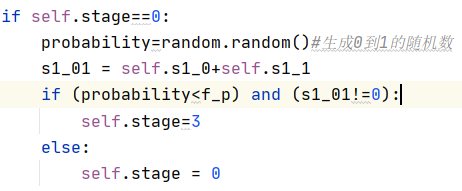 if self.stage==0:
    probability=random.random()#生成0到1的随机数
    s1_01 = self.s1_0+self.s1_1
    if (probability<f_p) and (s1_01!=0):
        self.stage=3
    else:
        self.stage = 0